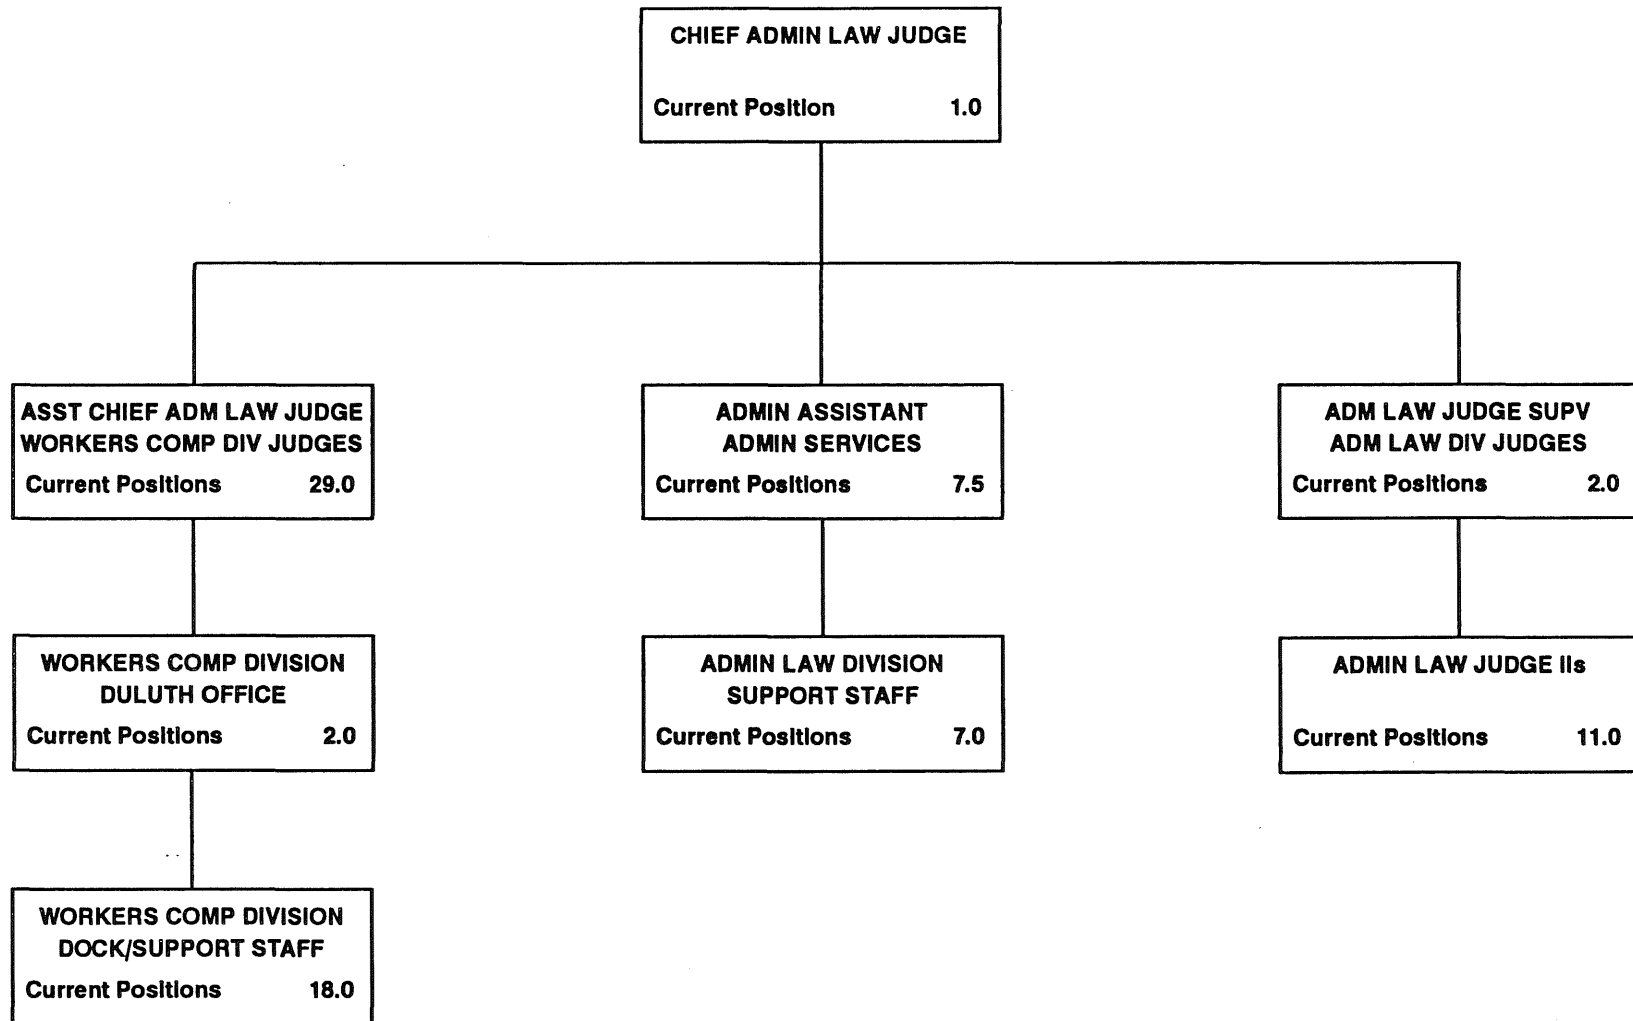 CHIEF ADMIN LAW JUDGE
Current Position 1.0
ASST CHIEF ADM LAW JUDGE
WORKERS COMP DIV JUDGES
Current Positions 29.0
ADMIN ASSISTANT
ADMIN SERVICES
Current Positions 7.5
ADM LAW JUDGE SUPV
ADM LAW DIV JUDGES
Current Positions 2.0
WORKERS COMP DIVISION
DULUTH OFFICE
Current Positions 2.0
ADMIN LAW DIVISION
SUPPORT STAFF
Current Positions 7.0
ADMIN LAW JUDGE IIs
Current Positions 11.0
WORKERS COMP DIVISION
DOCK/SUPPORT STAFF
Current Positions 18.0